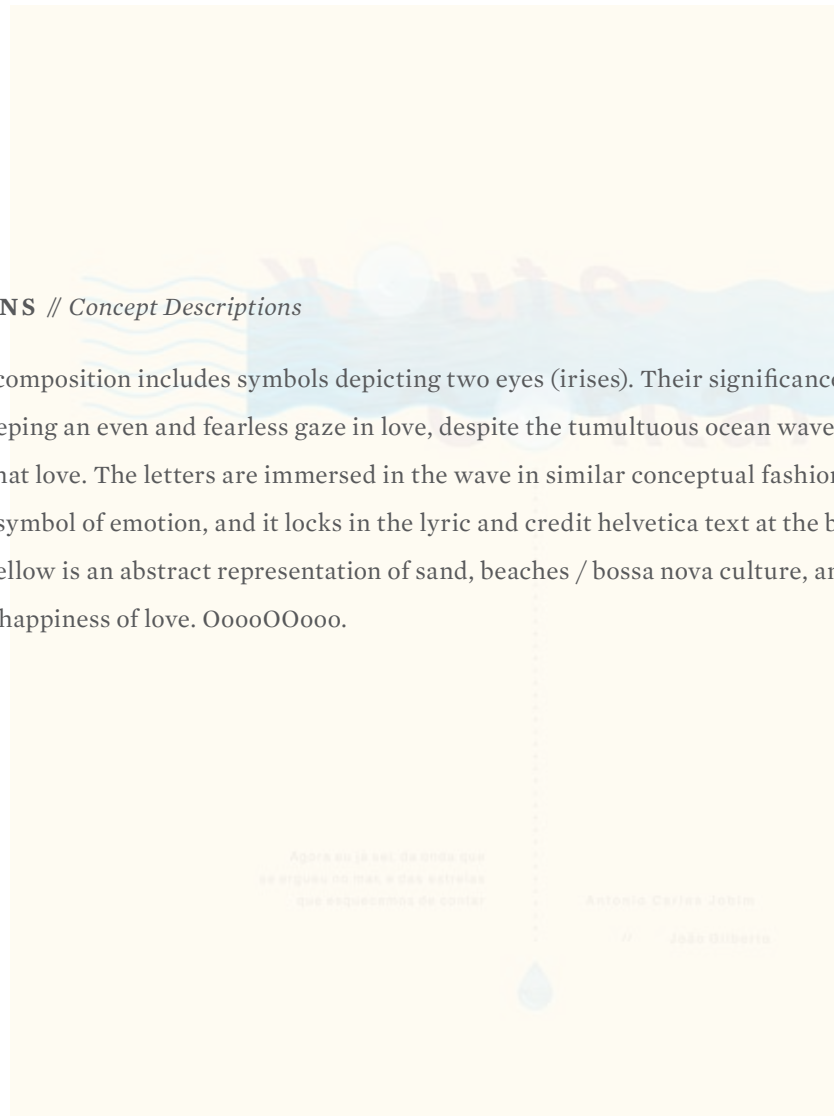 NS // Concept Descriptions
composition includes symbols depicting two eyes (irises). Their significance
eping an even and fearless gaze in love, despite the tumultuous ocean wave
hat love. The letters are immersed in the wave in similar conceptual fashion
symbol of emotion, and it locks in the lyric and credit helvetica text at the b
ellow is an abstract representation of sand, beaches / bossa nova culture, an
happiness of love. OoooOOooo.
Agora eu já sei, da onda que
se ergueu no mar, e das estrelas
que esquecamos de contar
Antonio Carlos Jobim
// João Gilberto